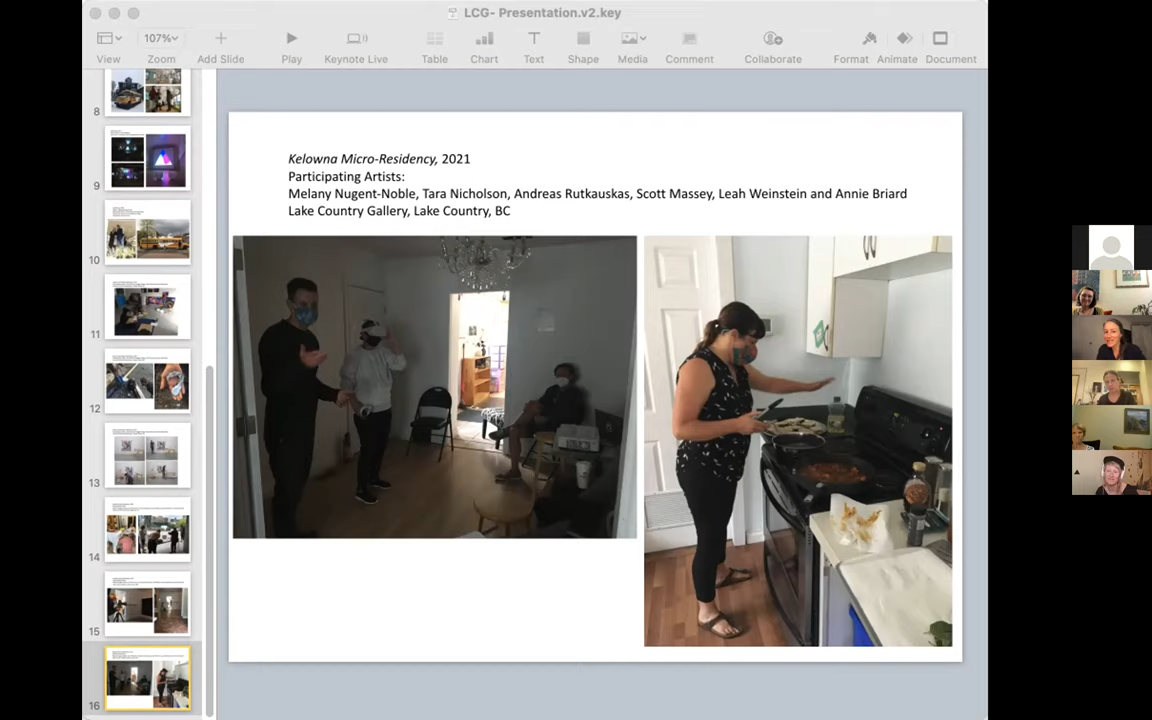 LCG- Presentation.v2.key
107%
View
Zoom
Add Slide
Play
Keynote Live
Table
Chart
Text
Shape
Media
Comment
Collaborate
Format
Animate
Document
8
9
10
11
12
13
14
15
16
Kelowna Micro-Residency, 2021
Participating Artists:
Melany Nugent-Noble, Tara Nicholson, Andreas Rutkauskas, Scott Massey, Leah Weinstein and Annie Briard
Lake Country Gallery, Lake Country, BC